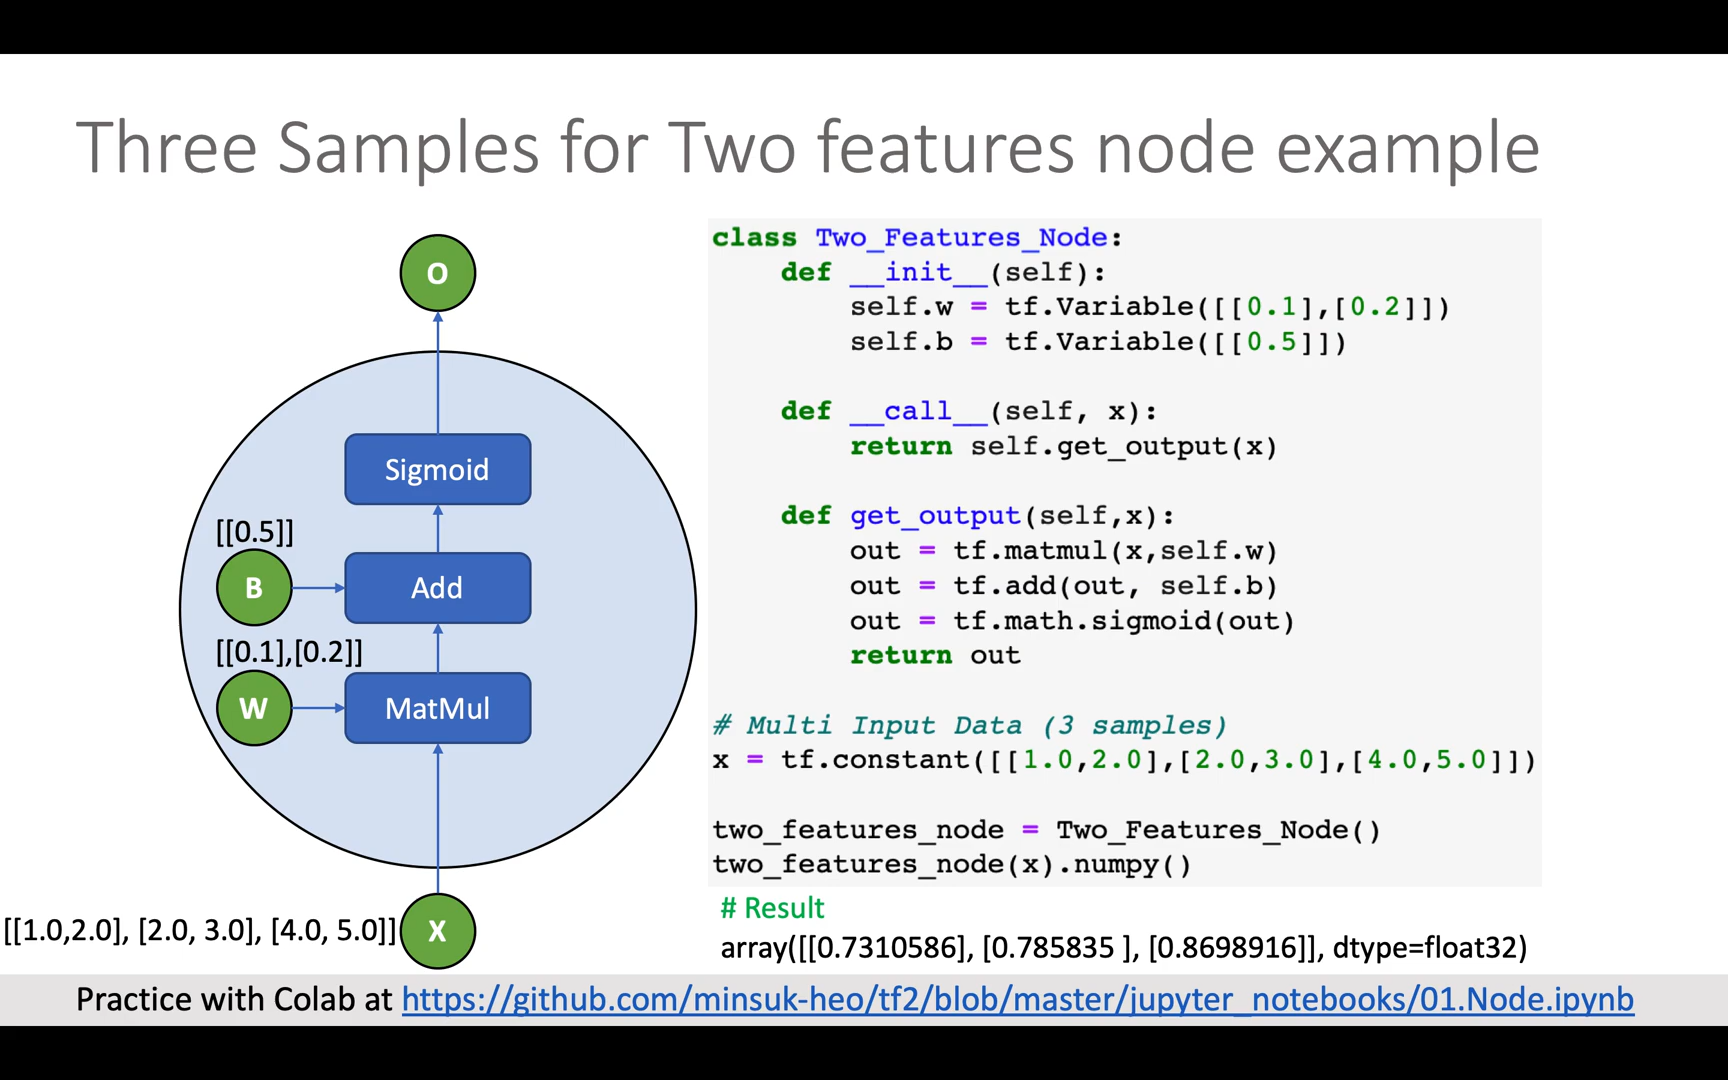 Three Samples for Two features node example
O
Sigmoid
[[0.5]]
B
Add
[[0.1],[0.2]]
W
MatMul
[[1.0,2.0], [2.0, 3.0], [4.0, 5.0]]
X
class Two_Features_Node:
    def __init__(self):
        self.w = tf.Variable([[0.1],[0.2]])
        self.b = tf.Variable([[0.5]])
    def __call__(self, x):
        return self.get_output(x)
    def get_output(self,x):
        out = tf.matmul(x,self.w)
        out = tf.add(out, self.b)
        out = tf.math.sigmoid(out)
        return out
# Multi Input Data (3 samples)
x = tf.constant([[1.0,2.0],[2.0,3.0],[4.0,5.0]])
two_features_node = Two_Features_Node()
two_features_node(x).numpy()
# Result
array([[0.7310586], [0.785835 ], [0.8698916]], dtype=float32)
Practice with Colab at https://github.com/minsuk-heo/tf2/blob/master/jupyter_notebooks/01.Node.ipynb